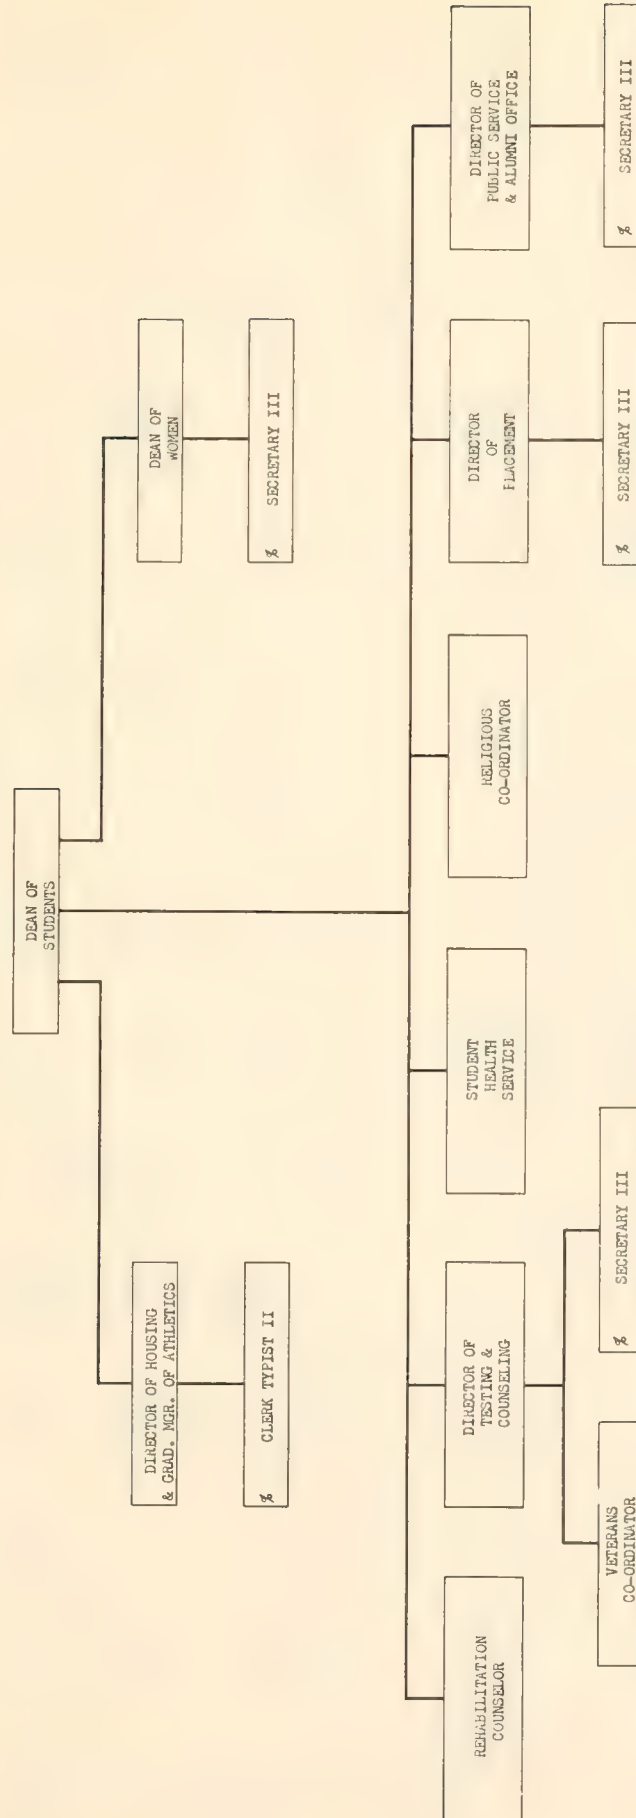 DEAN OF
STUDENTS
DIRECTOR OF HOUSING
& GRAD. MGR. OF ATHLETICS
% CLERK TYPIST II
DEAN OF
WOMEN
% SECRETARY III
REHABILITATION
COUNSELOR
DIRECTOR OF
TESTING &
COUNSELING
STUDENT
HEALTH
SERVICE
RELIGIOUS
CO-ORDINATOR
DIRECTOR
OF
PLACEMENT
DIRECTOR OF
PUBLIC SERVICE
& ALUMNI OFFICE
VETERANS
CO-ORDINATOR
% SECRETARY III
% SECRETARY III
% SECRETARY III